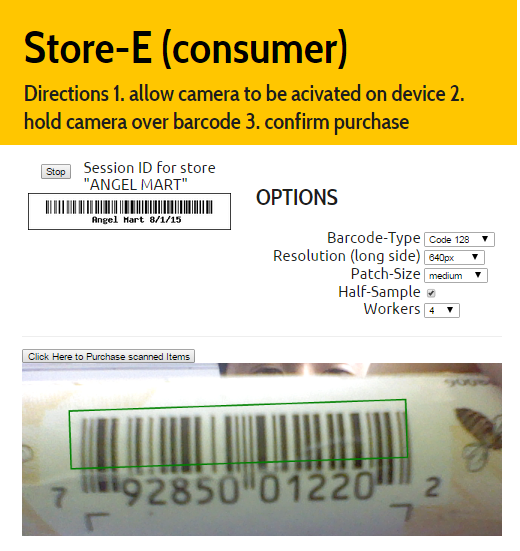 Store-E (consumer)
Directions 1. allow camera to be acivated on device 2.
hold camera over barcode 3. confirm purchase
Stop
Session ID for store
"ANGEL MART"
Angel Mart 8/1/15
OPTIONS
Barcode-Type Code 128
Resolution (long side) 640px
Patch-Size medium
Half-Sample
Workers 4
Click Here to Purchase scanned Items
7 92850 01220 2